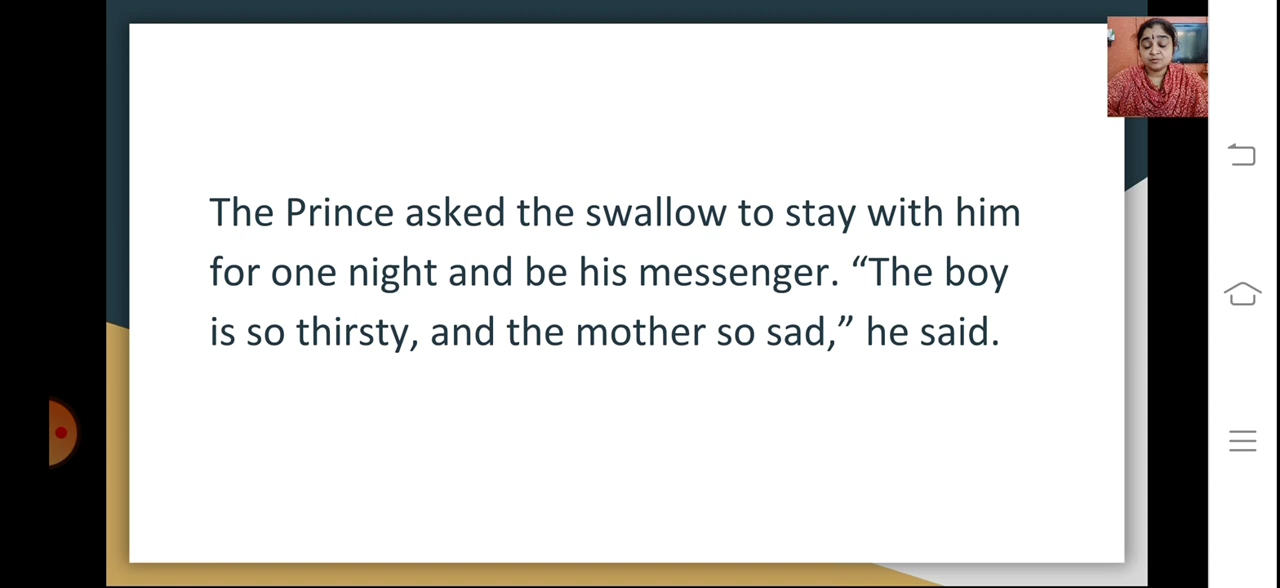 The Prince asked the swallow to stay with him
for one night and be his messenger. “The boy
is so thirsty, and the mother so sad,” he said.